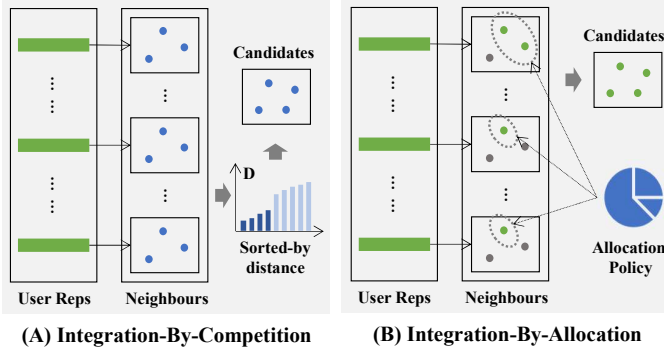 Candidates
D
Sorted-by
distance
User Reps
Neighbours
(A) Integration-By-Competition
Candidates
Allocation
Policy
User Reps
Neighbours
(B) Integration-By-Allocation